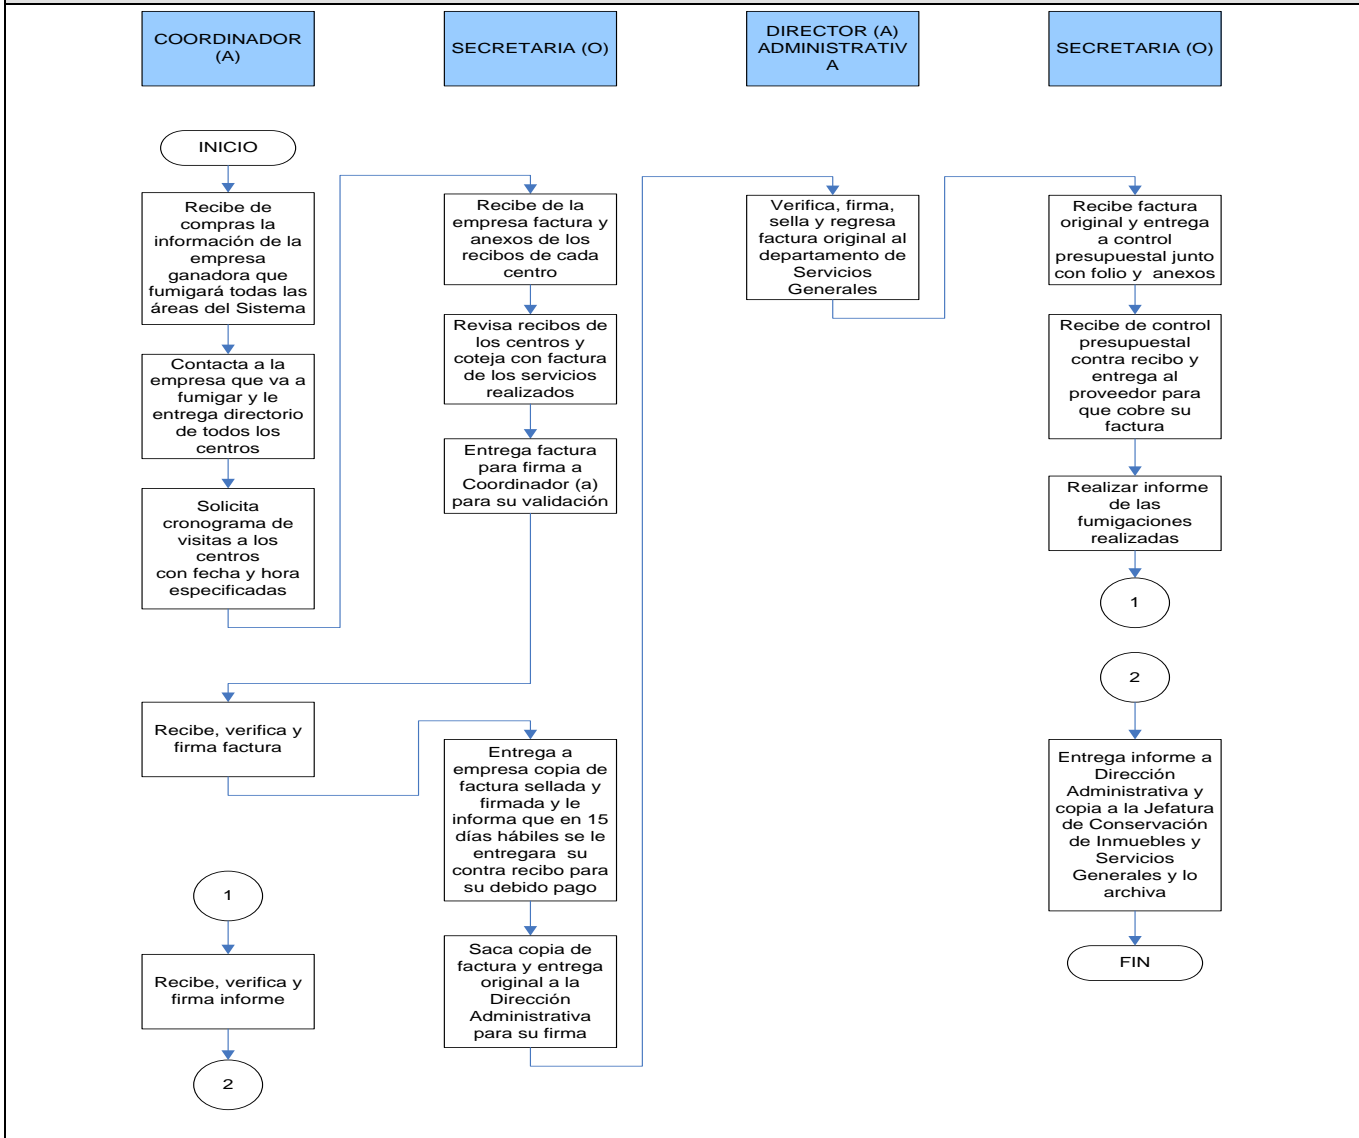 COORDINADOR
(A)
SECRETARIA (O)
DIRECTOR (A)
ADMINISTRATIV
A
SECRETARIA (O)
INICIO
Recibe de
compras la
información de la
empresa
ganadora que
fumigará todas las
áreas del Sistema
Contacta a la
empresa que va a
fumigar y le
entrega directorio
de todos los
centros
Solicita
cronograma de
visitas a los
centros
con fecha y hora
especificadas
Recibe de la
empresa factura y
anexos de los
recibos de cada
centro
Revisa recibos de
los centros y
coteja con factura
de los servicios
realizados
Entrega factura
para firma a
Coordinador (a)
para su validación
Recibe, verifica y
firma factura
Entrega a
empresa copia de
factura sellada y
firmada y le
informa que en 15
días hábiles se le
entregara  su
contra recibo para
su debido pago
Saca copia de
factura y entrega
original a la
Dirección
Administrativa
para su firma
Verifica, firma,
sella y regresa
factura original al
departamento de
Servicios
Generales
Recibe factura
original y entrega
a control
presupuestal junto
con folio y  anexos
Recibe de control
presupuestal
contra recibo y
entrega al
proveedor para
que cobre su
factura
Realizar informe
de las
fumigaciones
realizadas
1
1
Recibe, verifica y
firma informe
2
2
Entrega informe a
Dirección
Administrativa y
copia a la Jefatura
de Conservación
de Inmuebles y
Servicios
Generales y lo
archiva
FIN